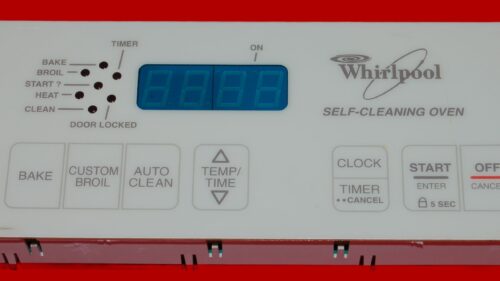 TIMER
ON
BAKE
BROIL
START ?
HEAT
CLEAN
DOOR LOCKED
Whirlpool
SELF-CLEANING OVEN
BAKE
CUSTOM
BROIL
AUTO
CLEAN
TEMP/
TIME
CLOCK
TIMER
••CANCEL
START
ENTER
5 SEC
OFF
CANCE